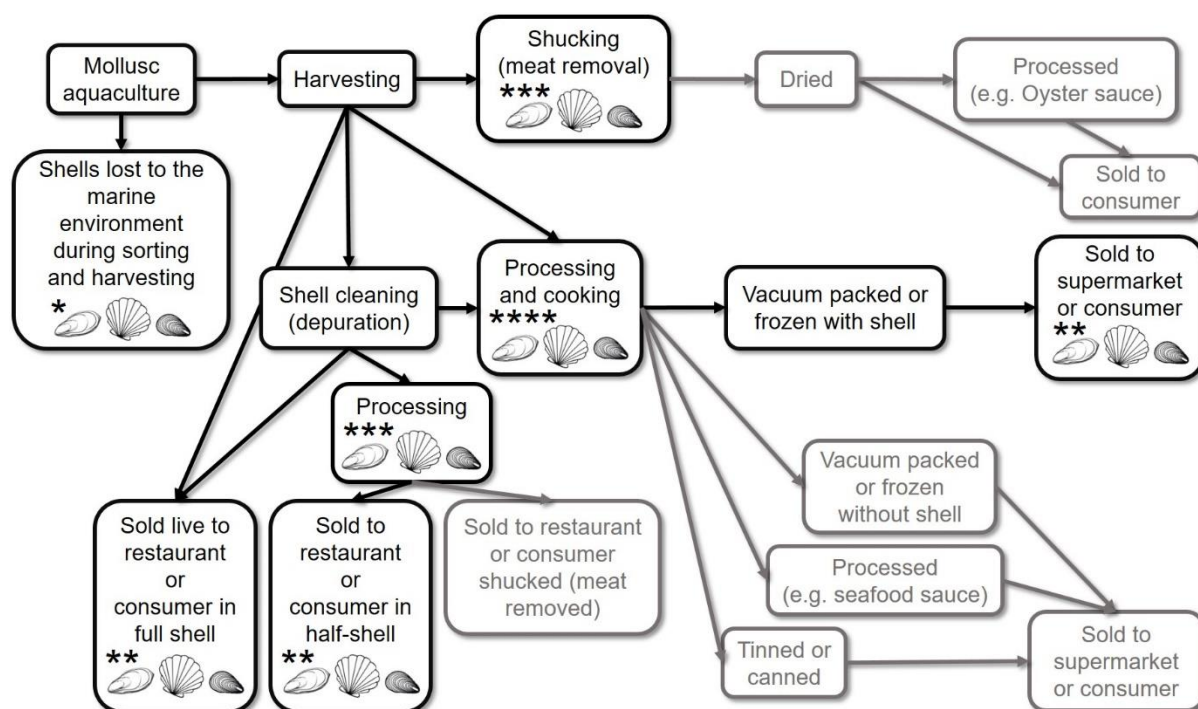 Mollusc
aquaculture
Harvesting
Shucking
(meat removal)
***
Dried
Processed
(e.g. Oyster sauce)
Sold to
consumer
Shells lost to the
marine
environment
during sorting
and harvesting
*
Shell cleaning
(depuration)
Processing
and cooking
****
Vacuum packed or
frozen with shell
Sold to
supermarket
or consumer
**
Processing
***
Sold live to
restaurant
or
consumer in
full shell
**
Sold to
restaurant
or
consumer in
half-shell
**
Sold to restaurant
or consumer
shucked (meat
removed)
Vacuum packed
or frozen
without shell
Processed
(e.g. seafood sauce)
Tinned or
canned
Sold to
supermarket
or consumer